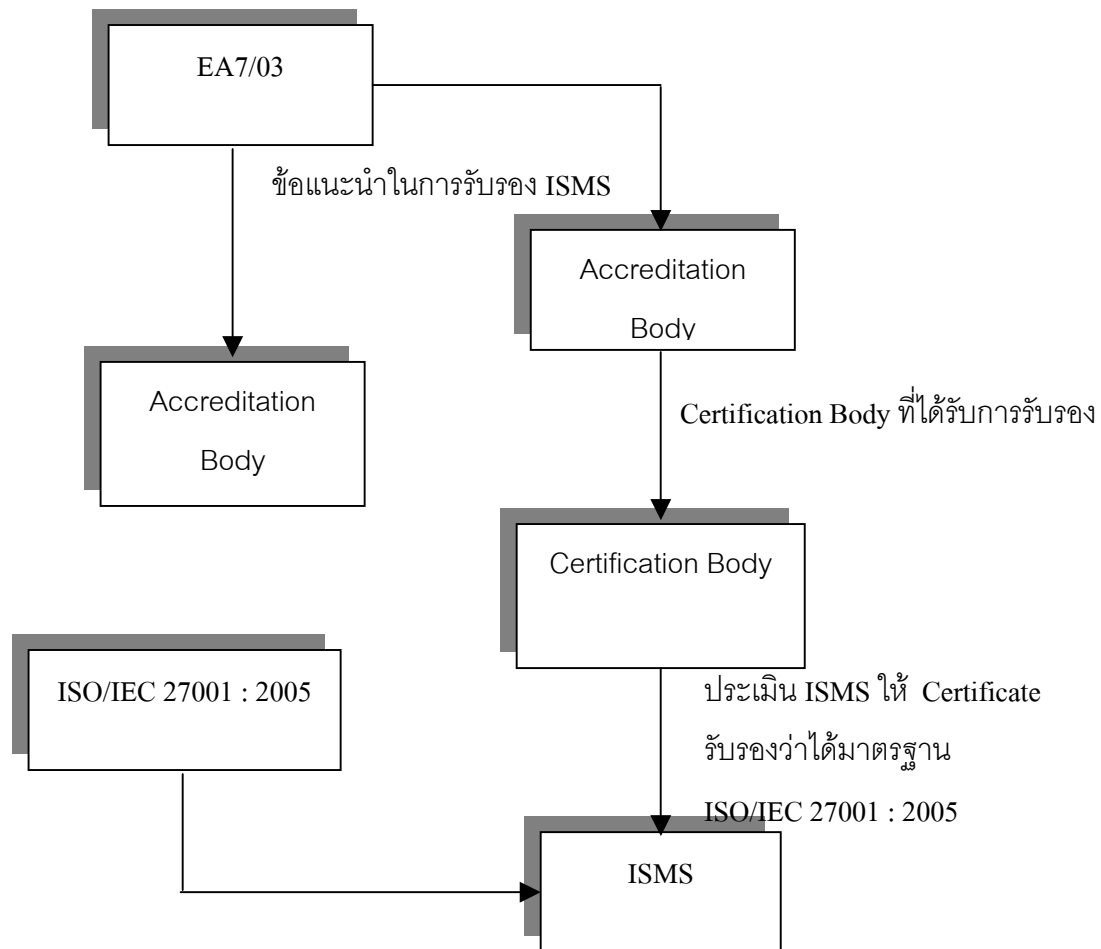 EA7/03
ข้อแนะนำในการรับรอง ISMS
Accreditation
Body
Accreditation
Body
Certification Body ที่ได้รับการรับรอง
Certification Body
ISO/IEC 27001 : 2005
ประเมิน ISMS ให้ Certificate
รับรองว่าได้มาตรฐาน
ISO/IEC 27001 : 2005
ISMS